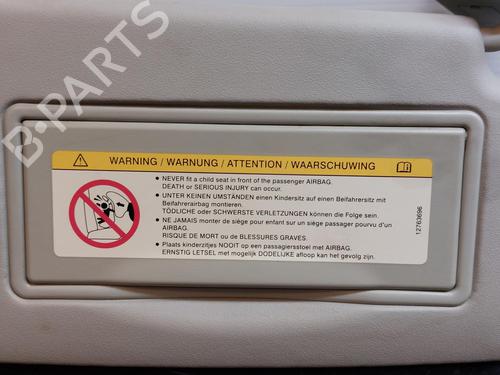 B-PARTS
WARNING / WARNUNG / ATTENTION / WAARSCHUWING
• NEVER fit a child seat in front of the passenger AIRBAG.
DEATH or SERIOUS INJURY can occur.
• UNTER KEINEN UMSTÄNDEN einen Kindersitz auf einen Beifahrersitz mit
Beifahrerairbag montieren.
TÖDLICHE oder SCHWERSTE VERLETZUNGEN können die Folge sein.
• NE JAMAIS monter de siège pour enfant sur un siège passager pourvu d'un
AIRBAG.
RISQUE DE MORT ou de BLESSURES GRAVES.
• Plaats kinderzitjes NOOIT op een passagiersstoel met AIRBAG.
ERNSTIG LETSEL met mogelijk DODELIJKE afloop kan het gevolg zijn.
12763686